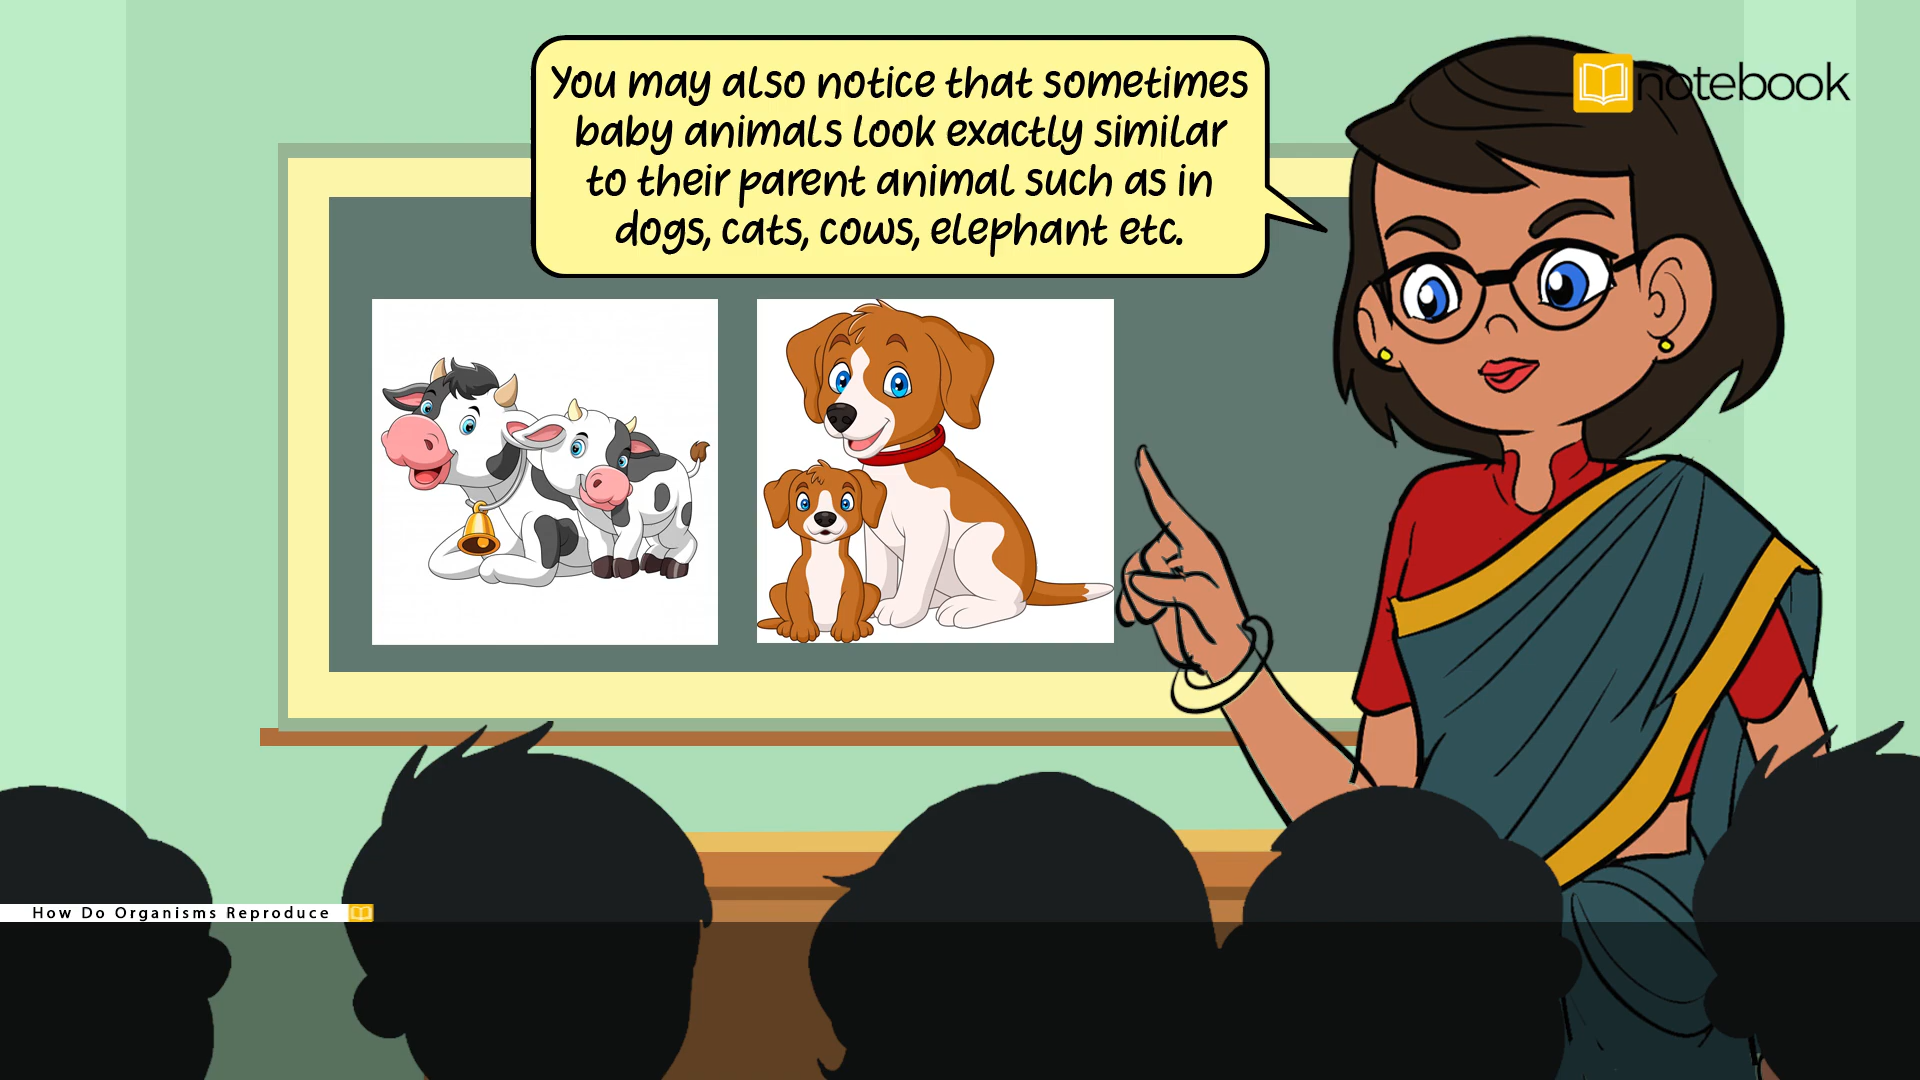 You may also notice that sometimes
baby animals look exactly similar
to their parent animal such as in
dogs, cats, cows, elephant etc.
notebook
How Do Organisms Reproduce